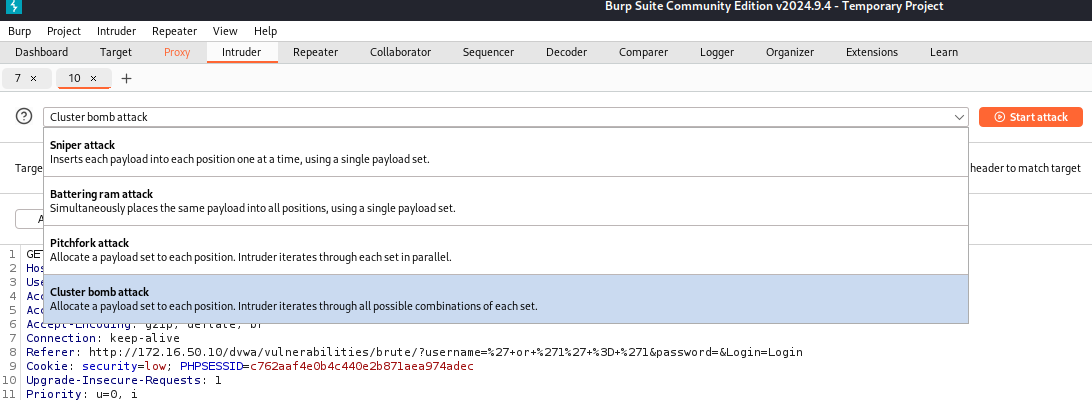 Burp Suite Community Edition v2024.9.4 - Temporary Project
Burp Project Intruder Repeater View Help
Dashboard Target Proxy Intruder Repeater Collaborator Sequencer Decoder Comparer Logger Organizer Extensions Learn
7 × 10 × +
? Cluster bomb attack Start attack
Sniper attack
Inserts each payload into each position one at a time, using a single payload set.
Targe header to match target
Battering ram attack
Simultaneously places the same payload into all positions, using a single payload set.
A
Pitchfork attack
Allocate a payload set to each position. Intruder iterates through each set in parallel.
1 GET
2 Hos
3 Use
Cluster bomb attack
4 Acc
Allocate a payload set to each position. Intruder iterates through all possible combinations of each set.
5 Acc
6 Accept-Encoding: gzip, deflate, br
7 Connection: keep-alive
8 Referer: http://172.16.50.10/dvwa/vulnerabilities/brute/?username=%27+or+%271%27+%3D+%271&password=&Login=Login
9 Cookie: security=low; PHPSESSID=c762aaf4e0b4c440e2b871aea974adec
10 Upgrade-Insecure-Requests: 1
11 Priority: u=0, i